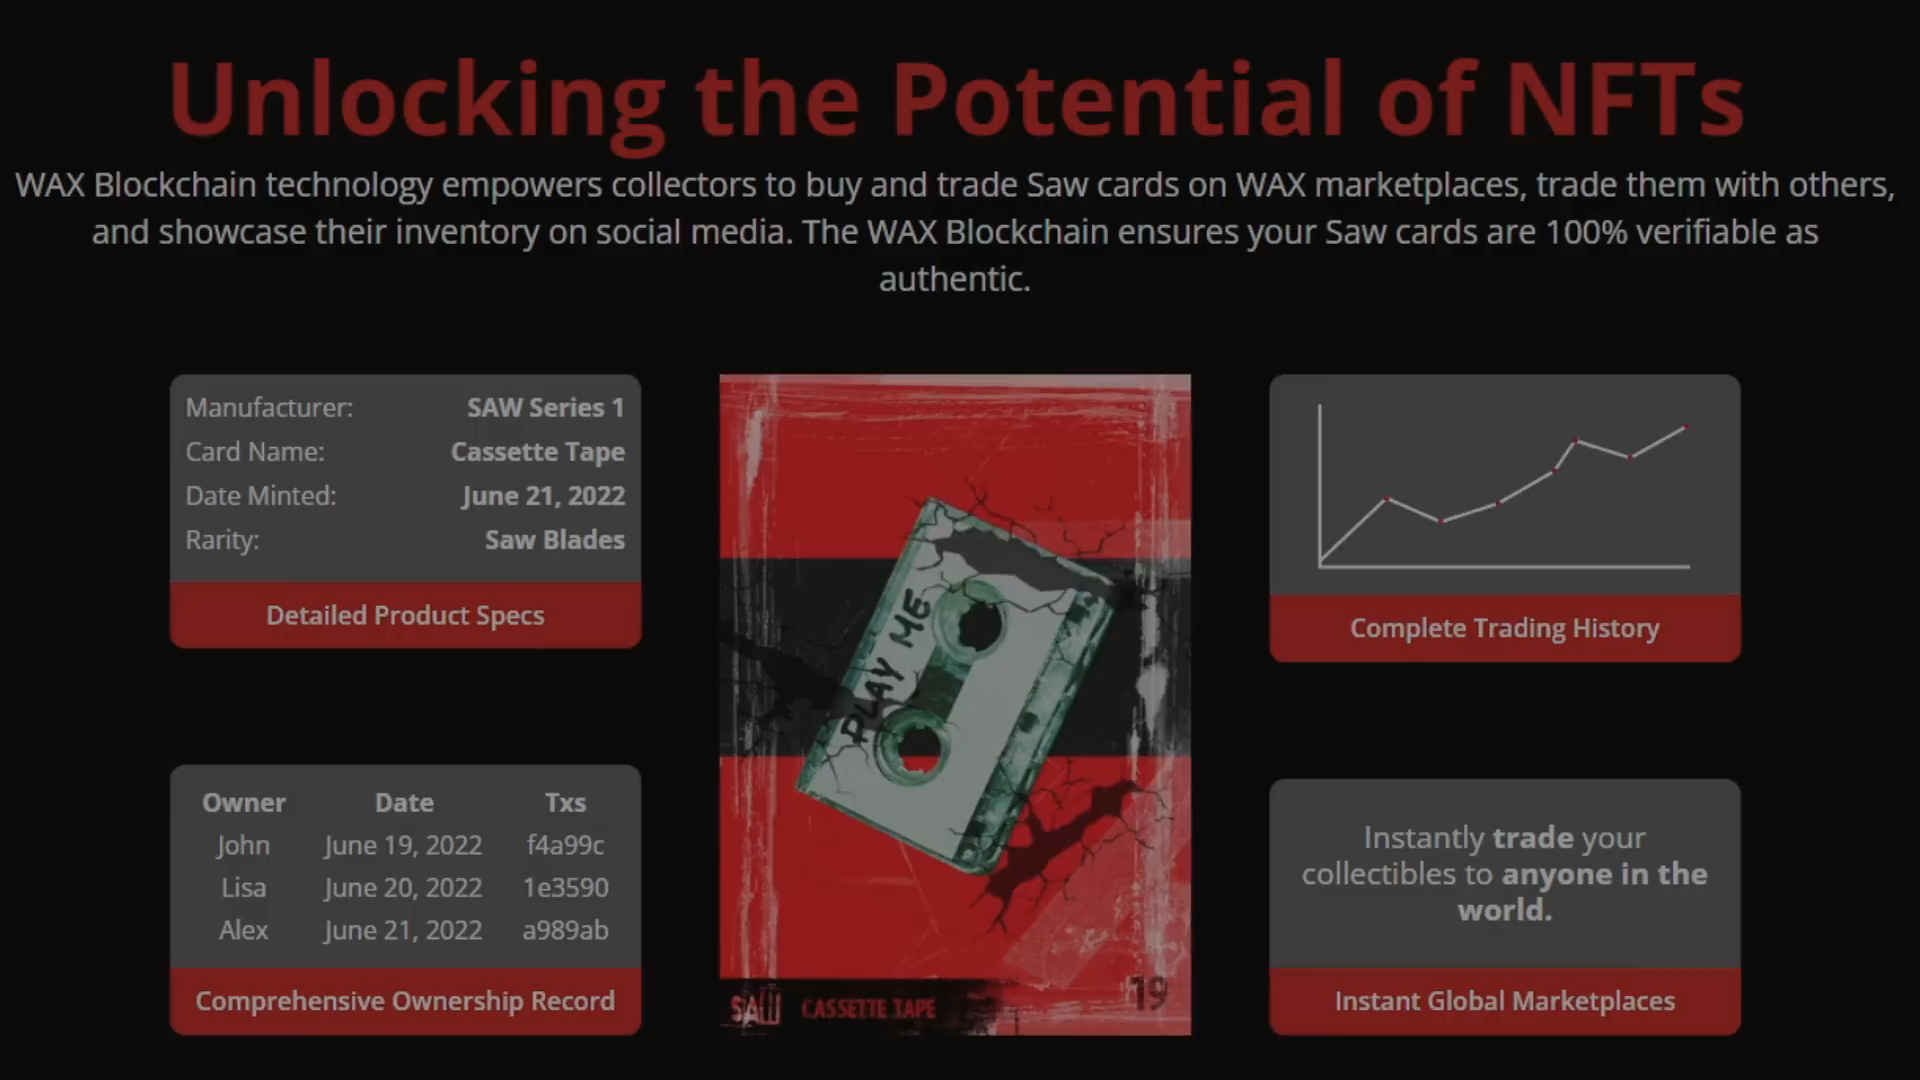 Unlocking the Potential of NFTs
WAX Blockchain technology empowers collectors to buy and trade Saw cards on WAX marketplaces, trade them with others,
and showcase their inventory on social media. The WAX Blockchain ensures your Saw cards are 100% verifiable as
authentic.
Manufacturer: SAW Series 1
Card Name: Cassette Tape
Date Minted: June 21, 2022
Rarity: Saw Blades
Detailed Product Specs
Owner Date Txs
John June 19, 2022 f4a99c
Lisa June 20, 2022 1e3590
Alex June 21, 2022 a989ab
Comprehensive Ownership Record
PLAY ME
19
SAW CASSETTE TAPE
Complete Trading History
Instantly trade your
collectibles to anyone in the
world.
Instant Global Marketplaces